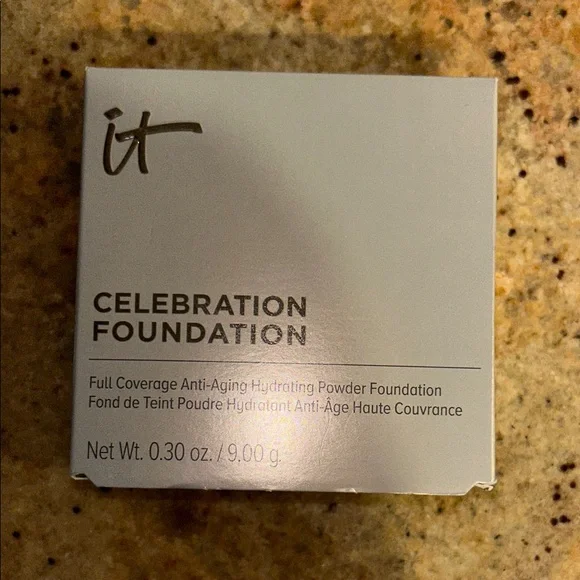 it
CELEBRATION
FOUNDATION
Full Coverage Anti-Aging Hydrating Powder Foundation
Fond de Teint Poudre Hydratant Anti-Âge Haute Couvrance
Net Wt. 0.30 oz. / 9.00 g.